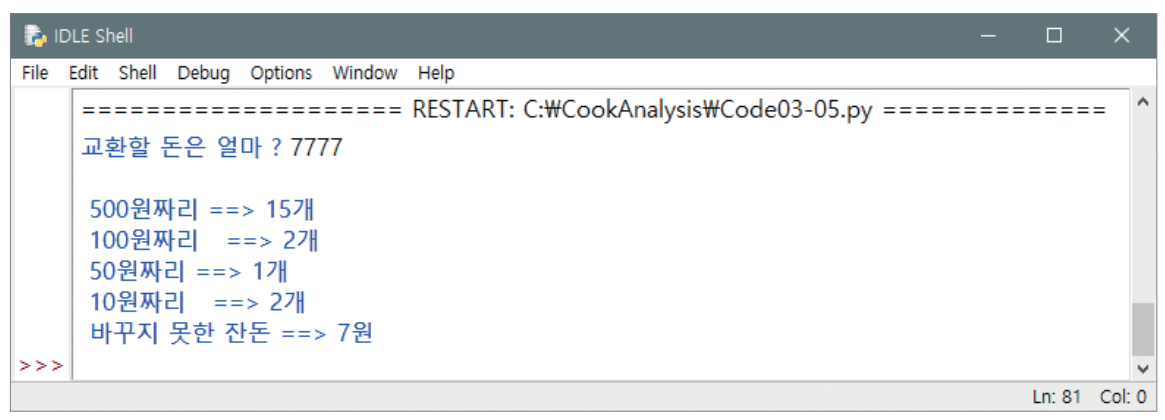 IDLE Shell
File Edit Shell Debug Options Window Help
==================== RESTART: C:₩CookAnalysis₩Code03-05.py ==============
교환할 돈은 얼마 ? 7777
500원짜리 ==> 15개
100원짜리  ==> 2개
50원짜리 ==> 1개
10원짜리  ==> 2개
바꾸지 못한 잔돈 ==> 7원
>>>
Ln: 81 Col: 0